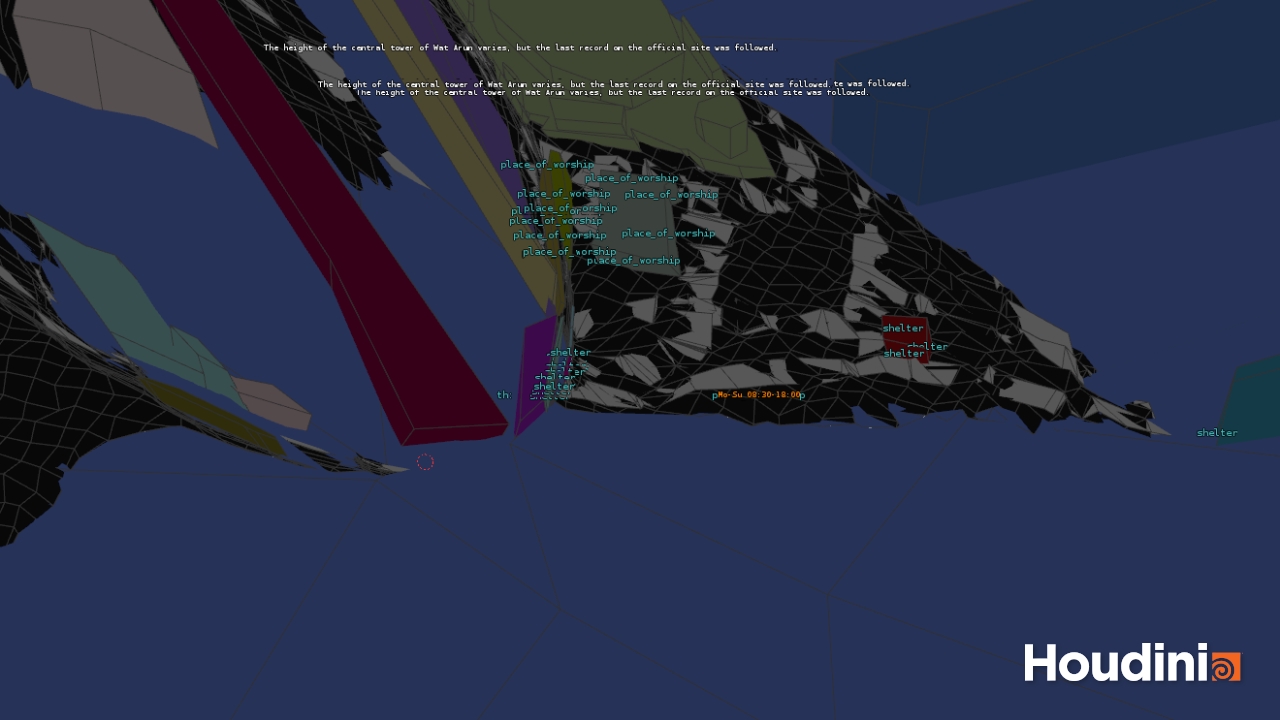 The height of the central tower of Wat Arun varies, but the last record on the official site was followed.
The height of the central tower of Wat Arun varies, but the last record on the official site was followed. te was followed.
The height of the central tower of Wat Arun varies, but the last record on the official site was followed.
place_of_worship
place_of_worship
place_of_worship
place_of_worship
place_of_worship
place_of_worship
place_of_worship
place_of_worship
place_of_worship
place_of_worship
shelter
shelter
shelter
shelter
shelter
shelter
shelter
shelter
Mo-Su 08:30-18:00
shelter
Houdini